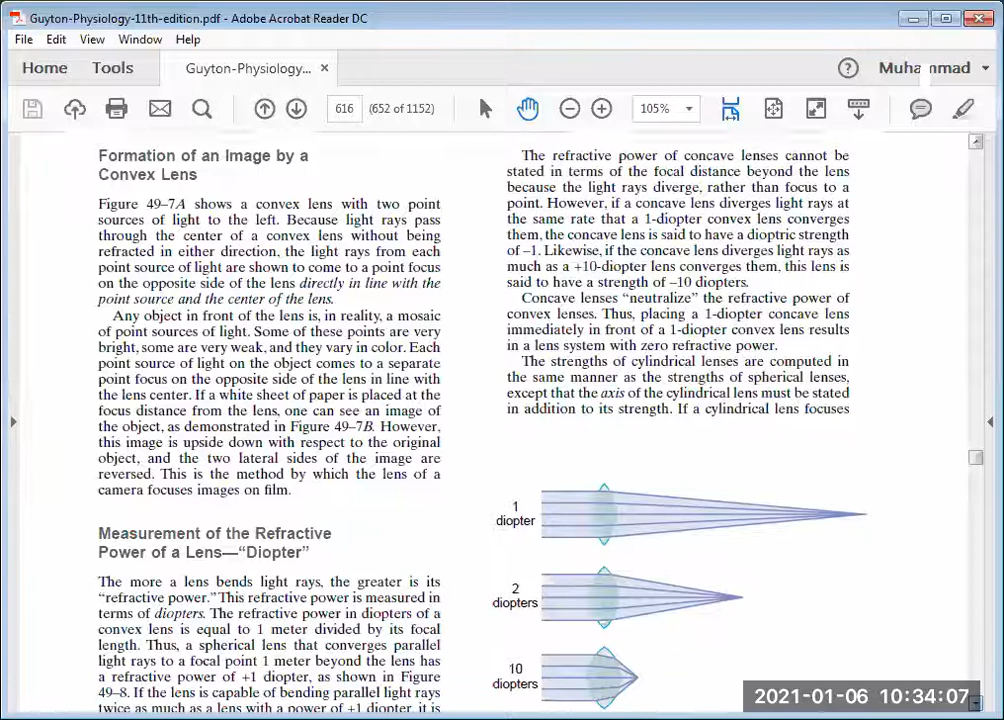 Guyton-Physiology-11th-edition.pdf - Adobe Acrobat Reader DC
File Edit View Window Help
Home Tools Guyton-Physiology... × Muhammad
616 (652 of 1152) 105%
Formation of an Image by a
Convex Lens
Figure 49–7A shows a convex lens with two point
sources of light to the left. Because light rays pass
through the center of a convex lens without being
refracted in either direction, the light rays from each
point source of light are shown to come to a point focus
on the opposite side of the lens directly in line with the
point source and the center of the lens.
Any object in front of the lens is, in reality, a mosaic
of point sources of light. Some of these points are very
bright, some are very weak, and they vary in color. Each
point source of light on the object comes to a separate
point focus on the opposite side of the lens in line with
the lens center. If a white sheet of paper is placed at the
focus distance from the lens, one can see an image of
the object, as demonstrated in Figure 49–7B. However,
this image is upside down with respect to the original
object, and the two lateral sides of the image are
reversed. This is the method by which the lens of a
camera focuses images on film.
Measurement of the Refractive
Power of a Lens—“Diopter”
The more a lens bends light rays, the greater is its
“refractive power.” This refractive power is measured in
terms of diopters. The refractive power in diopters of a
convex lens is equal to 1 meter divided by its focal
length. Thus, a spherical lens that converges parallel
light rays to a focal point 1 meter beyond the lens has
a refractive power of +1 diopter, as shown in Figure
49–8. If the lens is capable of bending parallel light rays
twice as much as a lens with a power of +1 diopter, it is
The refractive power of concave lenses cannot be
stated in terms of the focal distance beyond the lens
because the light rays diverge, rather than focus to a
point. However, if a concave lens diverges light rays at
the same rate that a 1-diopter convex lens converges
them, the concave lens is said to have a dioptric strength
of –1. Likewise, if the concave lens diverges light rays as
much as a +10-diopter lens converges them, this lens is
said to have a strength of –10 diopters.
Concave lenses “neutralize” the refractive power of
convex lenses. Thus, placing a 1-diopter concave lens
immediately in front of a 1-diopter convex lens results
in a lens system with zero refractive power.
The strengths of cylindrical lenses are computed in
the same manner as the strengths of spherical lenses,
except that the axis of the cylindrical lens must be stated
in addition to its strength. If a cylindrical lens focuses
1
diopter
2
diopters
10
diopters
2021-01-06 10:34:07